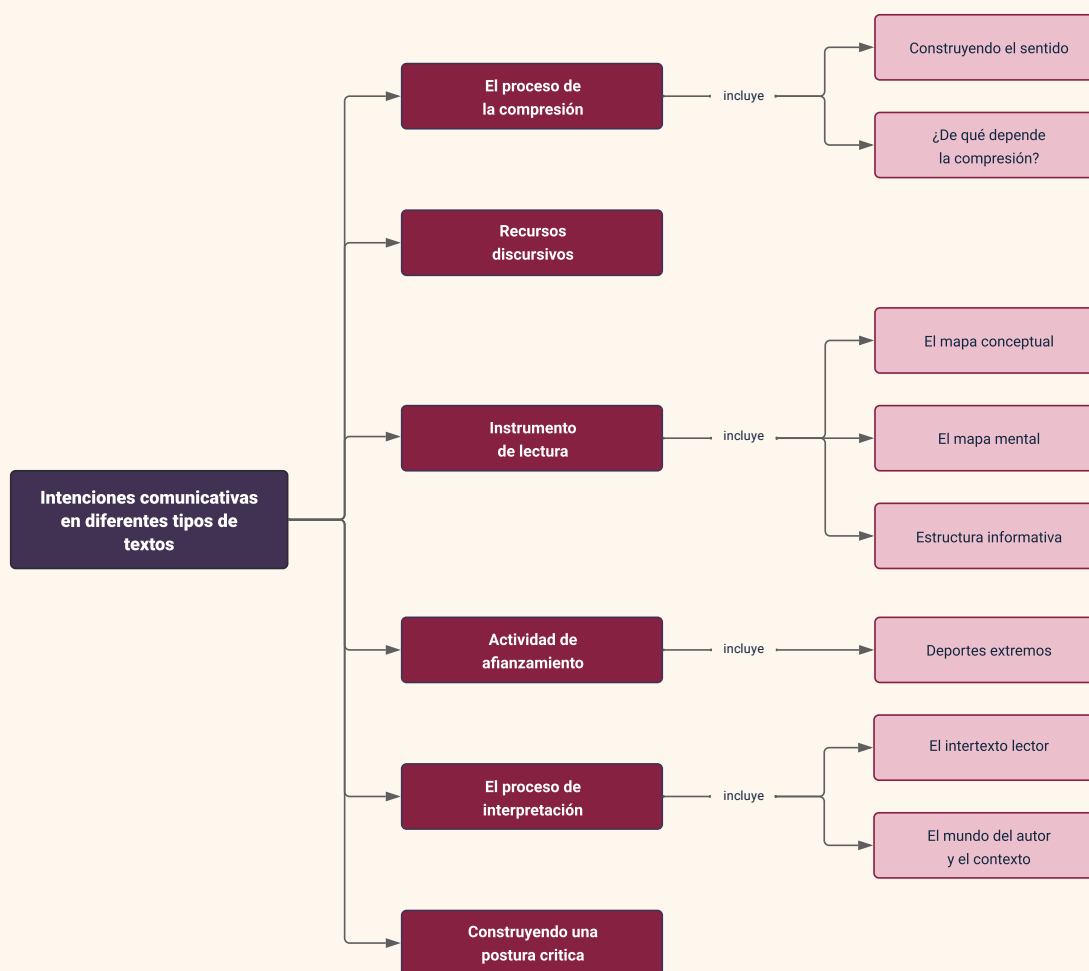 Intenciones comunicativas
en diferentes tipos de
textos
El proceso de
la compresión
incluye
Construyendo el sentido
¿De qué depende
la compresión?
Recursos
discursivos
Instrumento
de lectura
incluye
El mapa conceptual
El mapa mental
Estructura informativa
Actividad de
afianzamiento
incluye
Deportes extremos
El proceso de
interpretación
incluye
El intertexto lector
El mundo del autor
y el contexto
Construyendo una
postura critica